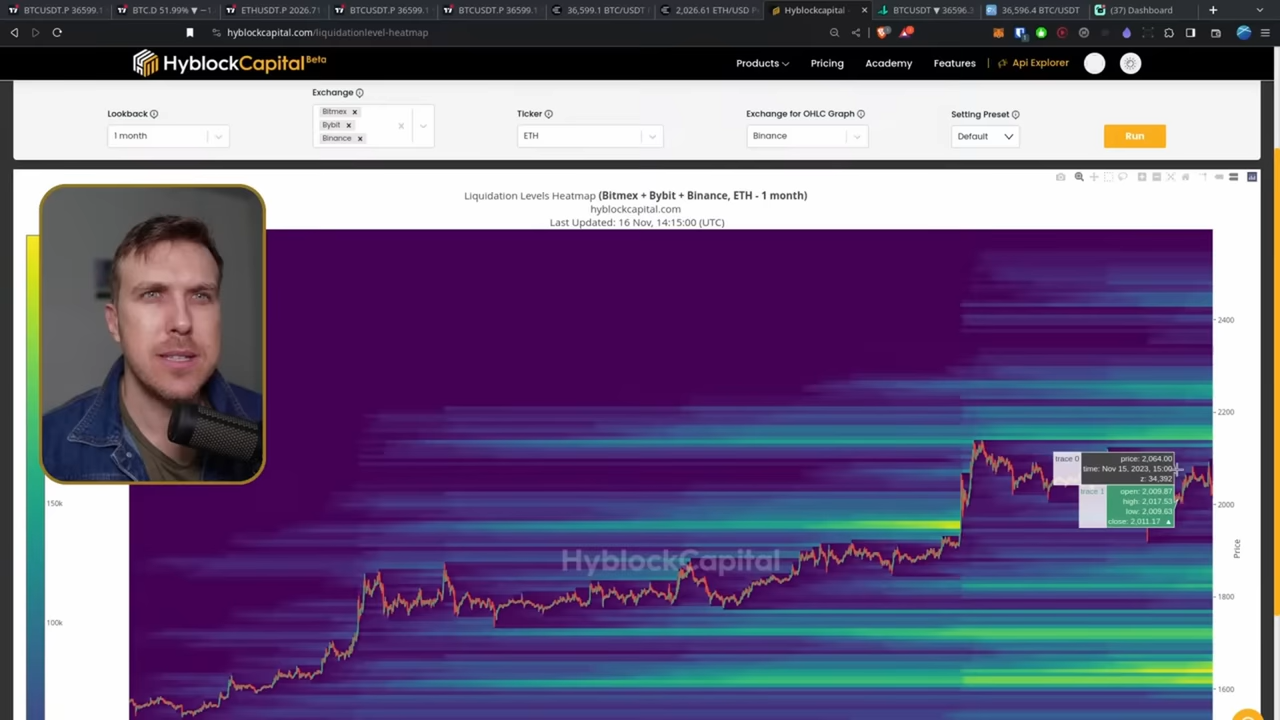 BTCUSDT.P 36599.1
BTC.D 51.99% ▼ −1
ETHUSDT.P 2026.71
BTCUSDT.P 36599.1
BTCUSDT.P 36599.1
36,599.1 BTC/USDT
2,026.61 ETH/USD P
Hyblockcapital -
BTCUSDT ▼ 36596.3
36,596.4 BTC/USDT
(37) Dashboard
hyblockcapital.com/liquidationlevel-heatmap
HyblockCapital Beta
Products
Pricing
Academy
Features
Api Explorer
Lookback
1 month
Exchange
Bitmex x
Bybit x
Binance x
Ticker
ETH
Exchange for OHLC Graph
Binance
Setting Preset
Default
Run
Liquidation Levels Heatmap (Bitmex + Bybit + Binance, ETH - 1 month)
hyblockcapital.com
Last Updated: 16 Nov, 14:15:00 (UTC)
2400
2200
2000
1800
1600
Price
150k
100k
trace 0
price: 2,064.00
time: Nov 15, 2023, 15:00
z: 34,392
trace 1
open: 2,009.87
high: 2,017.53
low: 2,009.63
close: 2,011.17 ▲
HyblockCapital